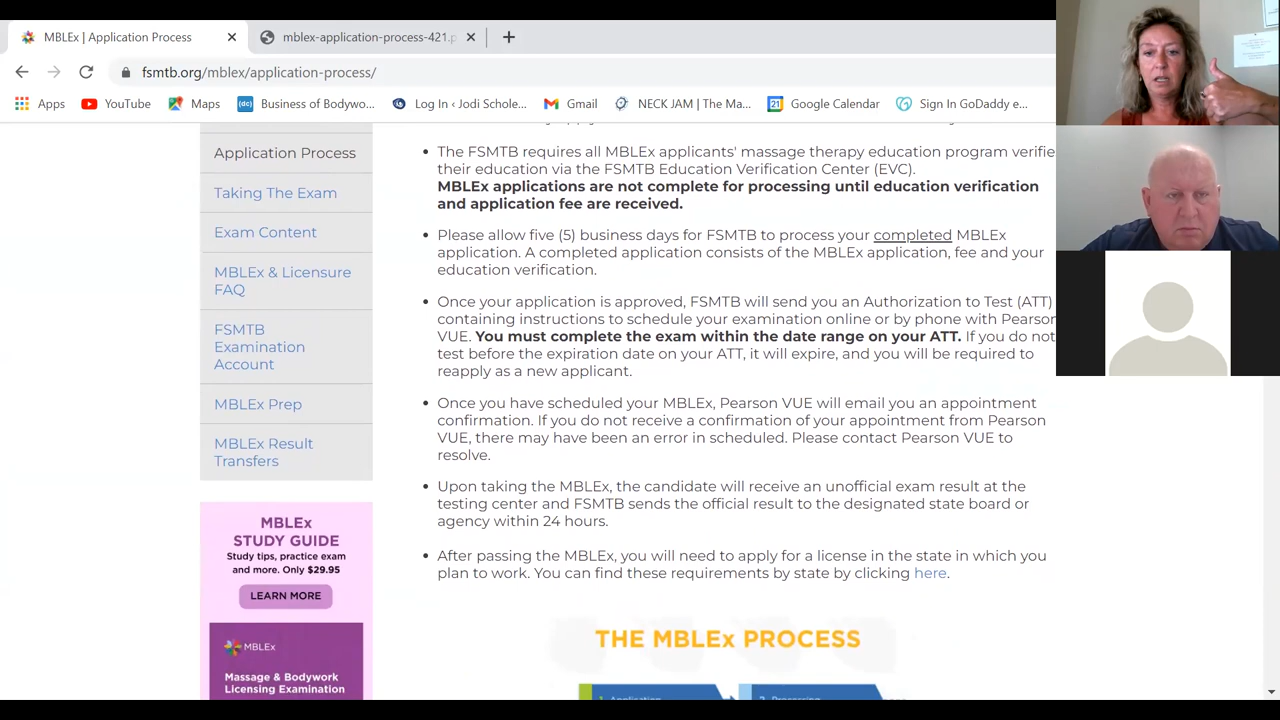 MBLEx | Application Process
mblex-application-process-421.p
fsmtb.org/mblex/application-process/
Apps
YouTube
Maps
Business of Bodywo...
Log In ‹ Jodi Schole...
Gmail
NECK JAM | The Ma...
Google Calendar
Sign In GoDaddy e...
Application Process
Taking The Exam
Exam Content
MBLEx & Licensure
FAQ
FSMTB
Examination
Account
MBLEx Prep
MBLEx Result
Transfers
MBLEx
STUDY GUIDE
Study tips, practice exam
and more. Only $29.95
LEARN MORE
MBLEx
Massage & Bodywork
Licensing Examination
The FSMTB requires all MBLEx applicants' massage therapy education program verifie
their education via the FSMTB Education Verification Center (EVC).
MBLEx applications are not complete for processing until education verification
and application fee are received.
Please allow five (5) business days for FSMTB to process your completed MBLEx
application. A completed application consists of the MBLEx application, fee and your
education verification.
Once your application is approved, FSMTB will send you an Authorization to Test (ATT)
containing instructions to schedule your examination online or by phone with Pearson
VUE. You must complete the exam within the date range on your ATT. If you do not
test before the expiration date on your ATT, it will expire, and you will be required to
reapply as a new applicant.
Once you have scheduled your MBLEx, Pearson VUE will email you an appointment
confirmation. If you do not receive a confirmation of your appointment from Pearson
VUE, there may have been an error in scheduled. Please contact Pearson VUE to
resolve.
Upon taking the MBLEx, the candidate will receive an unofficial exam result at the
testing center and FSMTB sends the official result to the designated state board or
agency within 24 hours.
After passing the MBLEx, you will need to apply for a license in the state in which you
plan to work. You can find these requirements by state by clicking here.
THE MBLEx PROCESS
1 Application
2 Processing